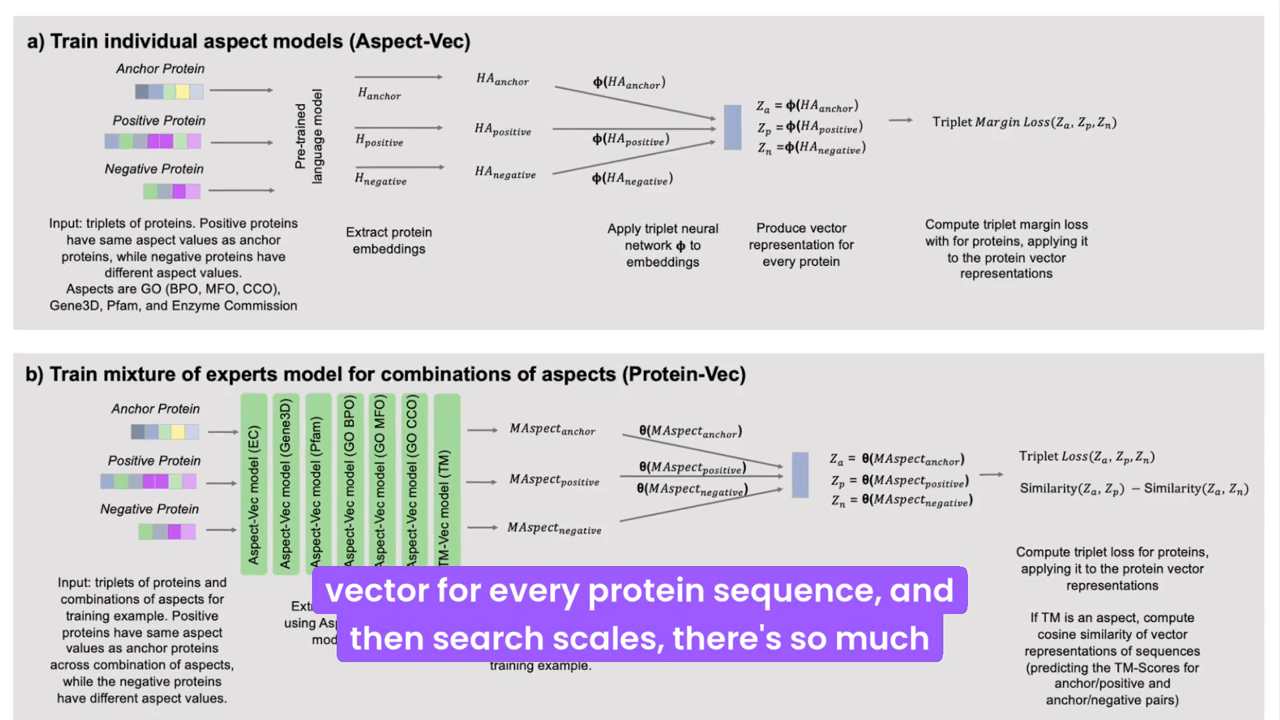 a) Train individual aspect models (Aspect-Vec)
Anchor Protein
Positive Protein
Negative Protein
Pre-trained
language model
H_anchor
H_positive
H_negative
HA_anchor
HA_positive
HA_negative
ϕ(HA_anchor)
ϕ(HA_positive)
ϕ(HA_negative)
Z_a = ϕ(HA_anchor)
Z_p = ϕ(HA_positive)
Z_n =ϕ(HA_negative)
Triplet Margin Loss(Z_a, Z_p,Z_n)
Input: triplets of proteins. Positive proteins
have same aspect values as anchor
proteins, while negative proteins have
different aspect values.
Aspects are GO (BPO, MFO, CCO),
Gene3D, Pfam, and Enzyme Commission
Extract protein
embeddings
Apply triplet neural
network ϕ to
embeddings
Produce vector
representation for
every protein
Compute triplet margin loss
with for proteins, applying it
to the protein vector
representations
b) Train mixture of experts model for combinations of aspects (Protein-Vec)
Anchor Protein
Positive Protein
Negative Protein
Aspect-Vec model (EC)
Aspect-Vec model (Gene3D)
Aspect-Vec model (Pfam)
Aspect-Vec model (GO BPO)
Aspect-Vec model (GO MFO)
Aspect-Vec model (GO CCO)
TM-Vec model (TM)
MAspect_anchor
MAspect_positive
MAspect_negative
θ(MAspect_anchor)
θ(MAspect_positive)
θ(MAspect_negative)
Z_a = θ(MAspect_anchor)
Z_p = θ(MAspect_positive)
Z_n = θ(MAspect_negative)
Triplet Loss(Z_a, Z_p,Z_n)
Similarity(Z_a, Z_p) − Similarity(Z_a, Z_n)
Input: triplets of proteins and
combinations of aspects for
training example. Positive
proteins have same aspect
values as anchor proteins
across combination of aspects,
while the negative proteins
have different aspect values.
using
training example.
Compute triplet loss for proteins,
applying it to the protein vector
representations
If TM is an aspect, compute
cosine similarity of vector
representations of sequences
(predicting the TM-Scores for
anchor/positive and
anchor/negative pairs)
vector for every protein sequence, and
then search scales, there's so much